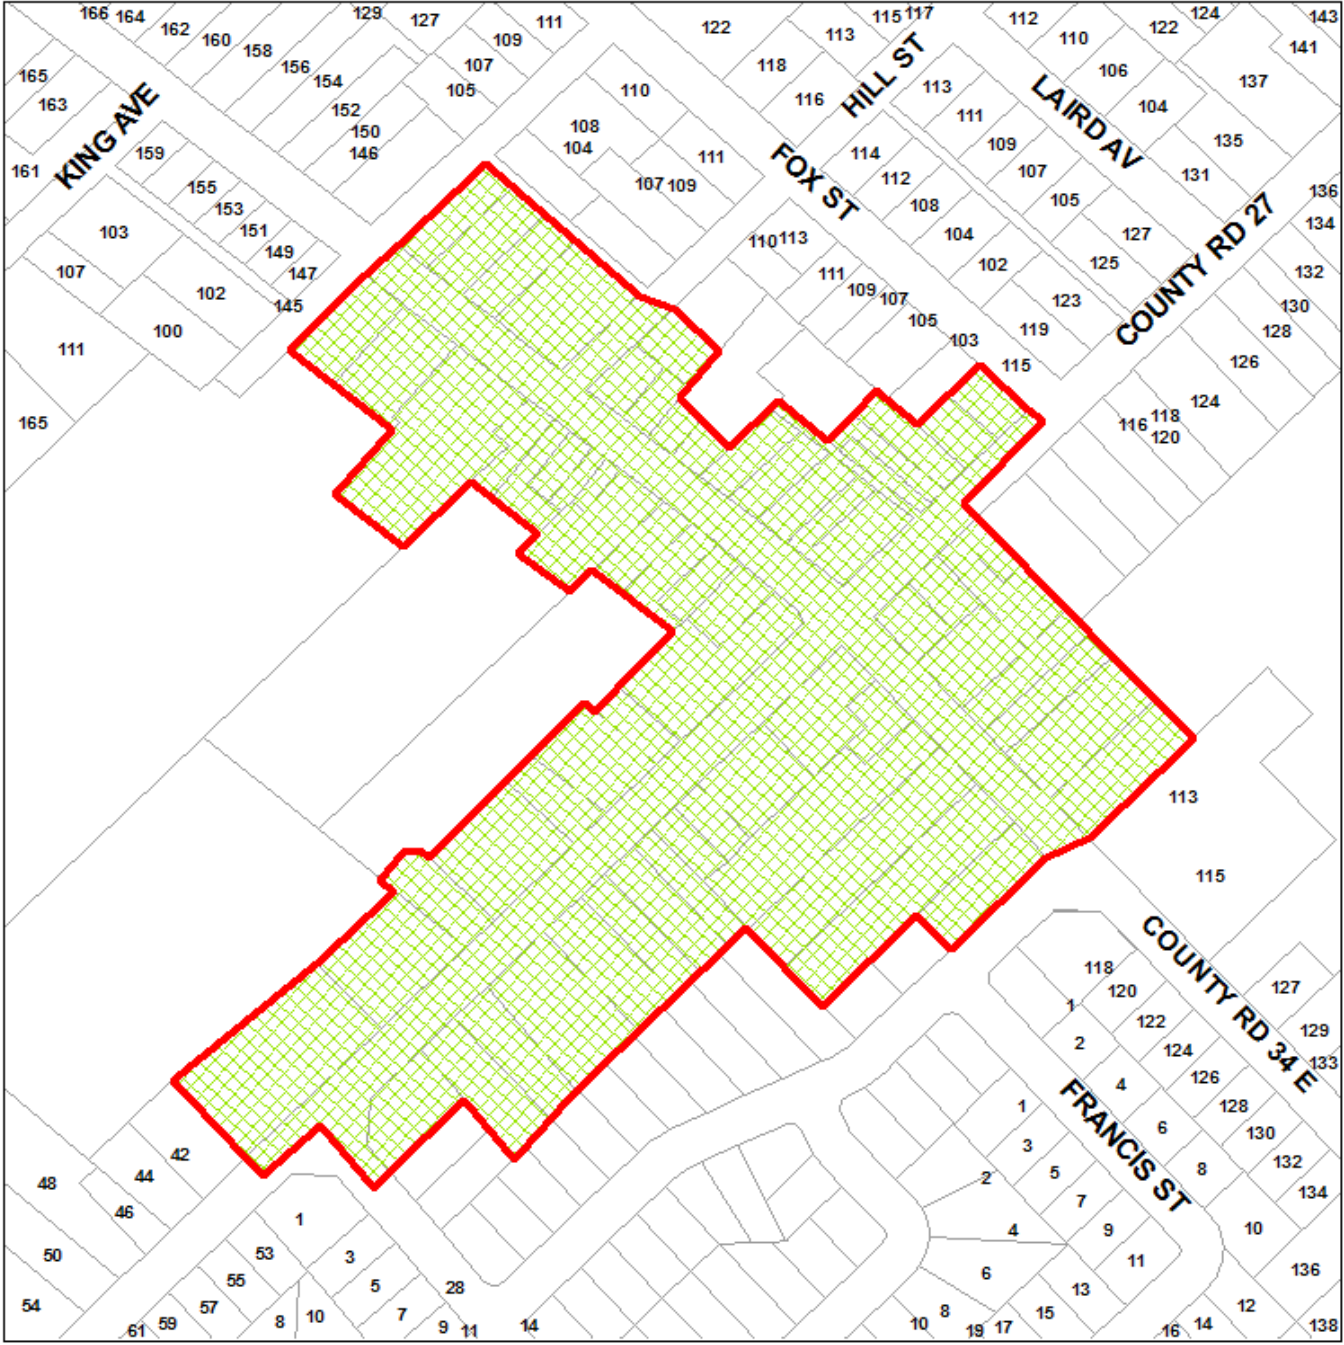 166 164 162 160 158 156 154 152 150 146
129 127 111 109 107 105
122 118 116 113 115 117
112 110 106 104 122 124 143 141 137 135 131
165 163 161
KING AVE
159 155 153 151 149 147 145
103 107 102 100 111 165
110 108 104 111 107 109
HILL ST
LAIRD AV
FOX ST
COUNTY RD 27
113 111 109 107 105 127 125
114 112 108 104 102 123 119 115
110 113 111 109 107 105 103
136 134 132 130 128 126 124 118 116 120
113
115
COUNTY RD 34 E
118 120 122 124 126 128 130 132 134
127 129 133
1 2 4 6 8 10
136
12
138
14
16
FRANCIS ST
1 3 5 7 9 11
2 4 6 8 10
13 15 17 19
42 44 46 48 50 54
1 3 5 7 9 11
53 55 57 59 61
8 10
28
14